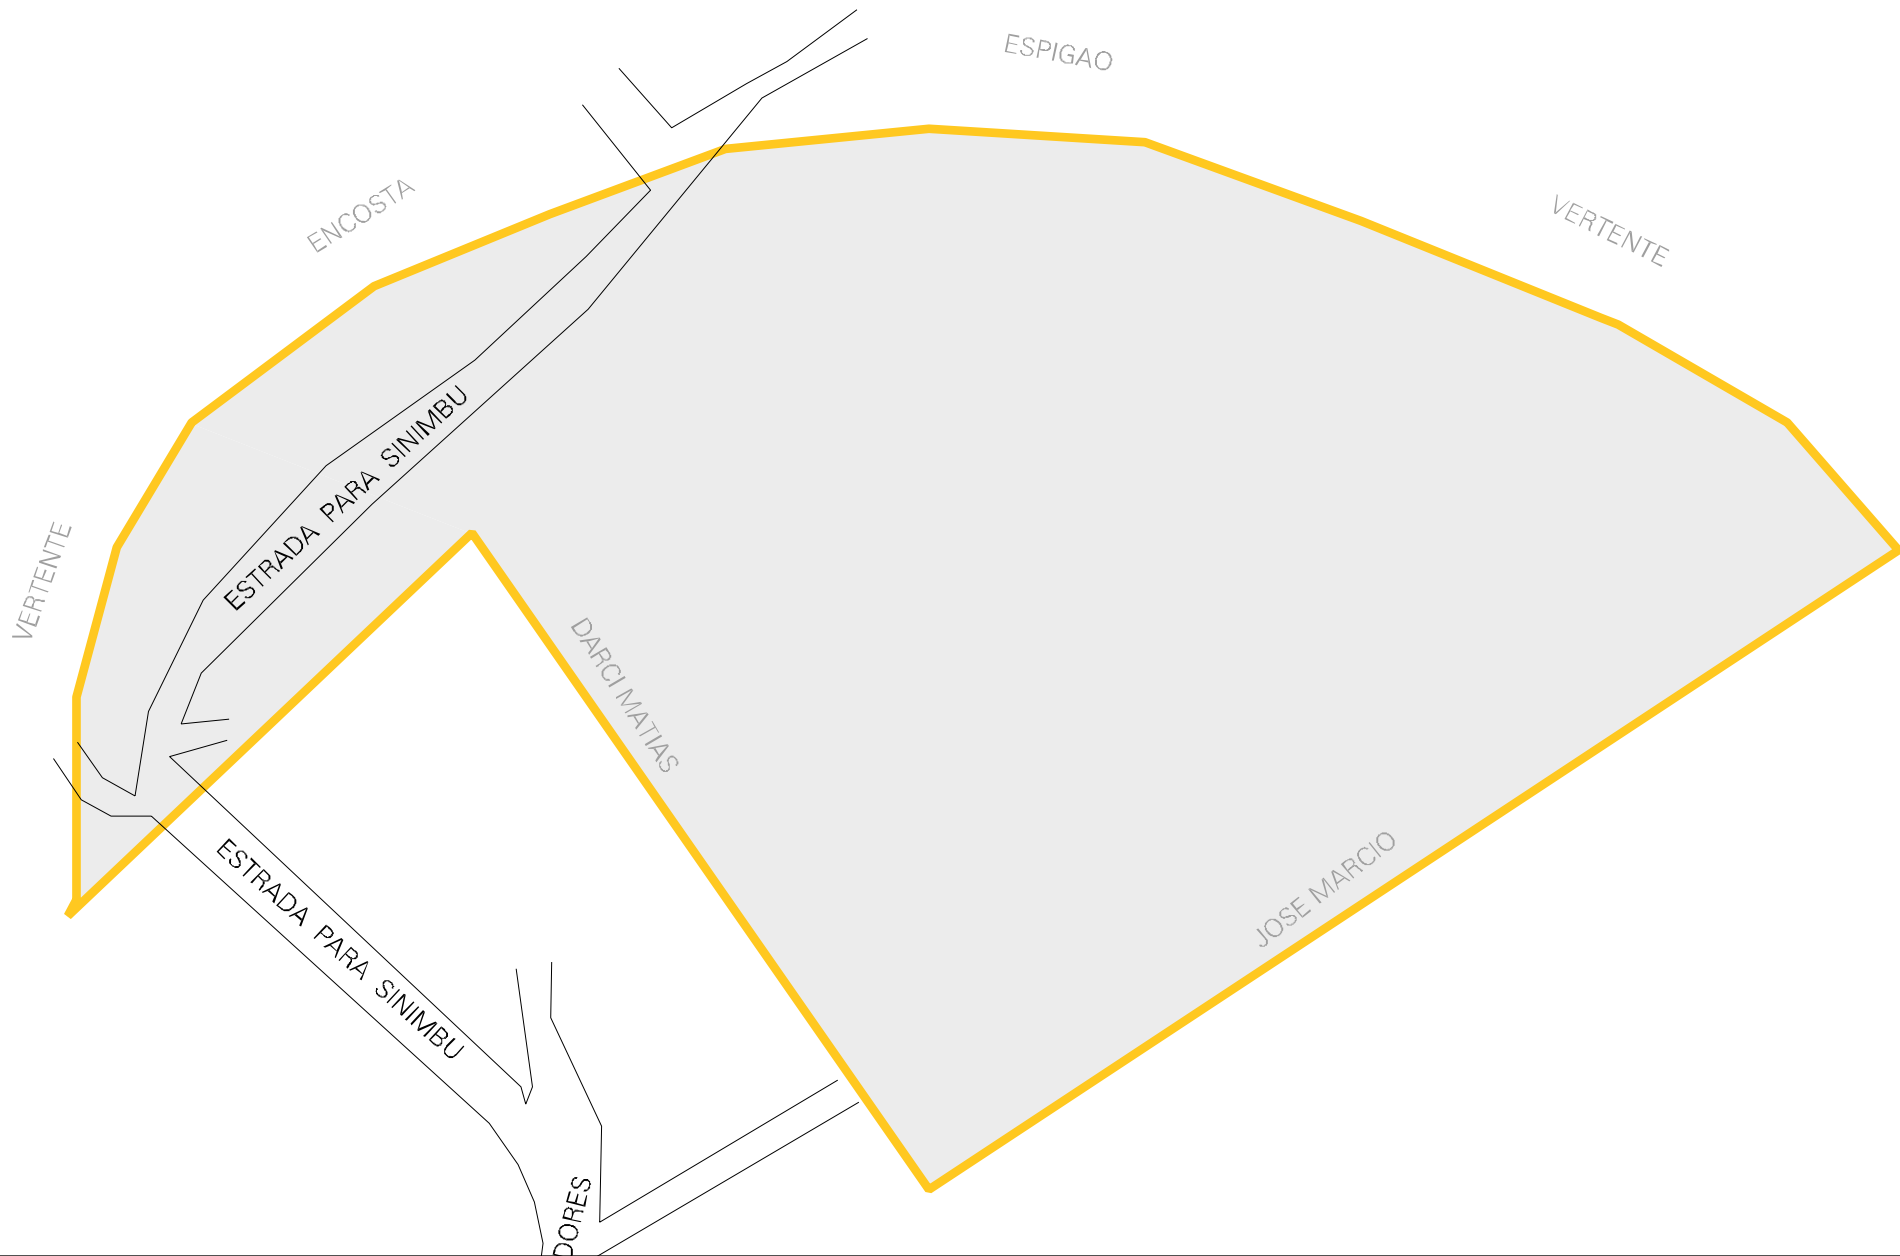 ESPIGAO
ENCOSTA
VERTENTE
ESTRADA PARA SINIMBU
VERTENTE
DARCI MATIAS
JOSE MARCIO
ESTRADA PARA SINIMBU
DORES